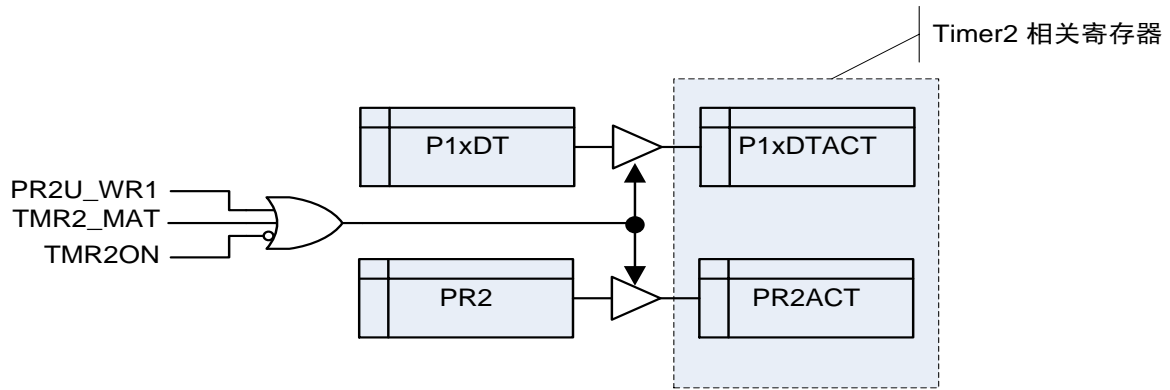 Timer2 相关寄存器
P1xDT
P1xDTACT
PR2U_WR1
TMR2_MAT
TMR2ON
PR2
PR2ACT